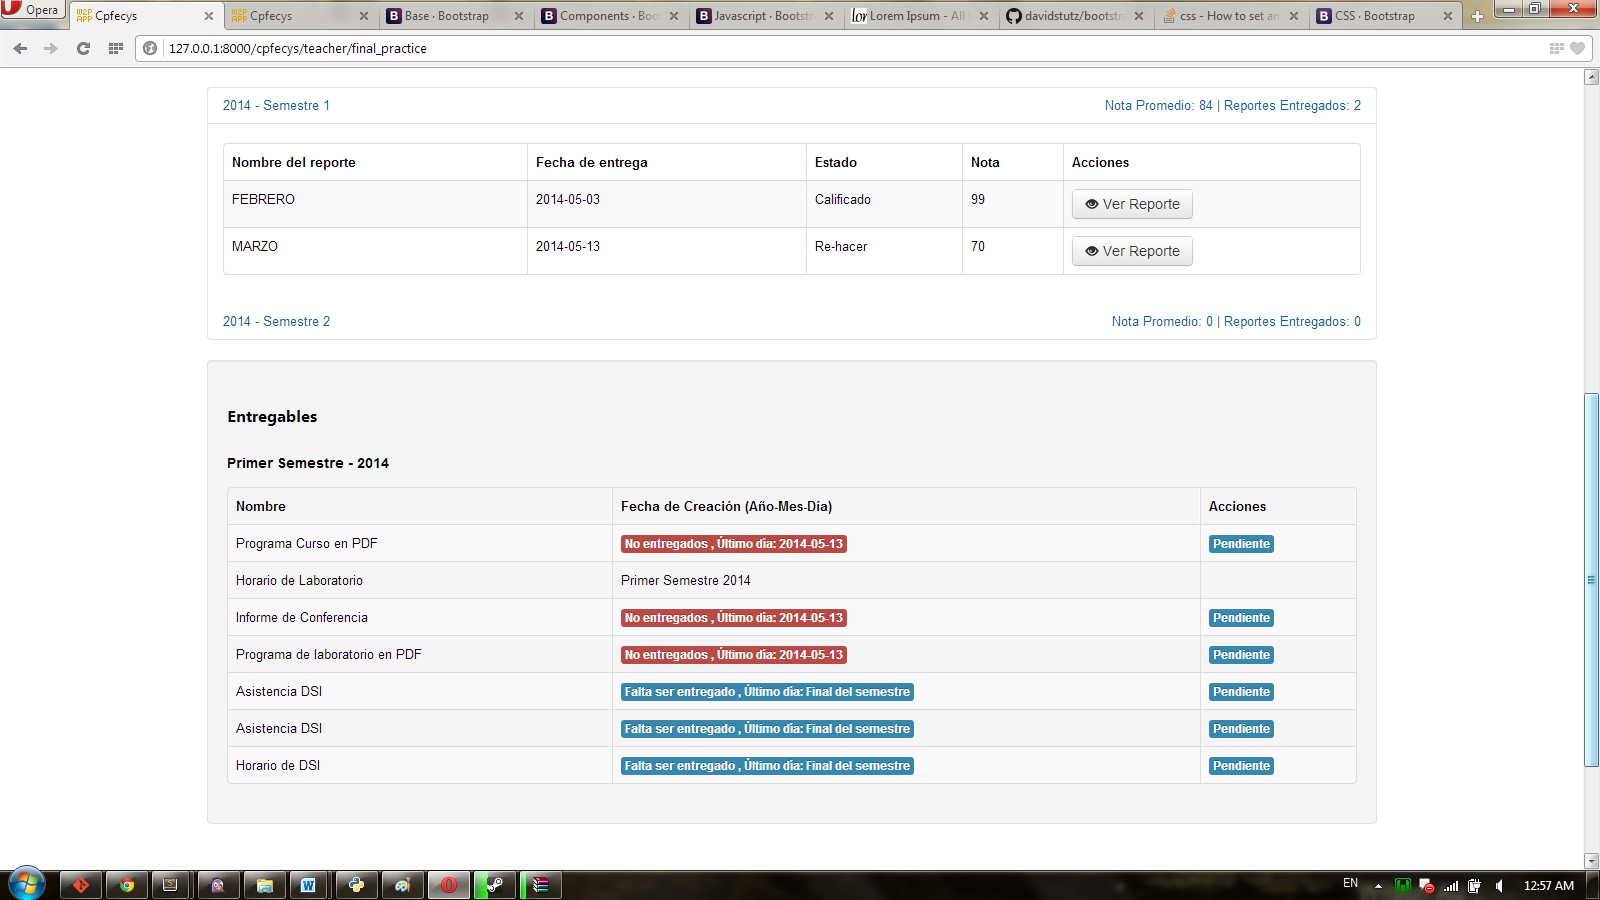 Opera
Cpfecys
Cpfecys
Base · Bootstrap
Components · Boo
Javascript · Bootst
Lorem Ipsum - All
davidstutz/bootstr
css - How to set an
CSS · Bootstrap
127.0.0.1:8000/cpfecys/teacher/final_practice
2014 - Semestre 1 Nota Promedio: 84 | Reportes Entregados: 2
Nombre del reporte Fecha de entrega Estado Nota Acciones
FEBRERO 2014-05-03 Calificado 99 Ver Reporte
MARZO 2014-05-13 Re-hacer 70 Ver Reporte
2014 - Semestre 2 Nota Promedio: 0 | Reportes Entregados: 0
Entregables
Primer Semestre - 2014
Nombre Fecha de Creación (Año-Mes-Día) Acciones
Programa Curso en PDF No entregados , Último día: 2014-05-13 Pendiente
Horario de Laboratorio Primer Semestre 2014
Informe de Conferencia No entregados , Último día: 2014-05-13 Pendiente
Programa de laboratorio en PDF No entregados , Último día: 2014-05-13 Pendiente
Asistencia DSI Falta ser entregado , Último día: Final del semestre Pendiente
Asistencia DSI Falta ser entregado , Último día: Final del semestre Pendiente
Horario de DSI Falta ser entregado , Último día: Final del semestre Pendiente
EN 12:57 AM